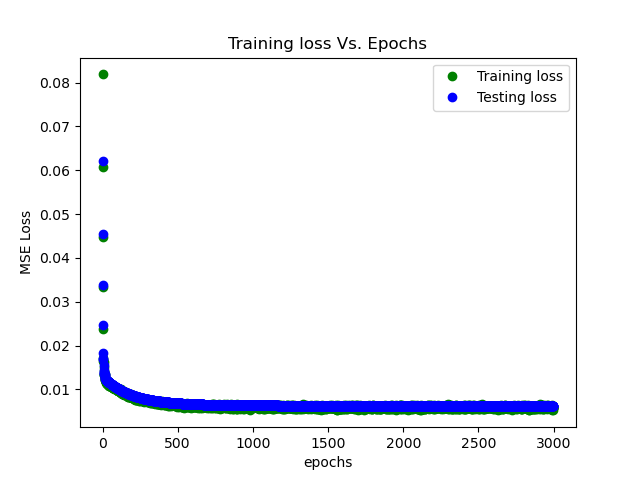 Training loss Vs. Epochs
Training loss
Testing loss
0.08
0.07
0.06
0.05
0.04
0.03
0.02
0.01
MSE Loss
0 500 1000 1500 2000 2500 3000
epochs